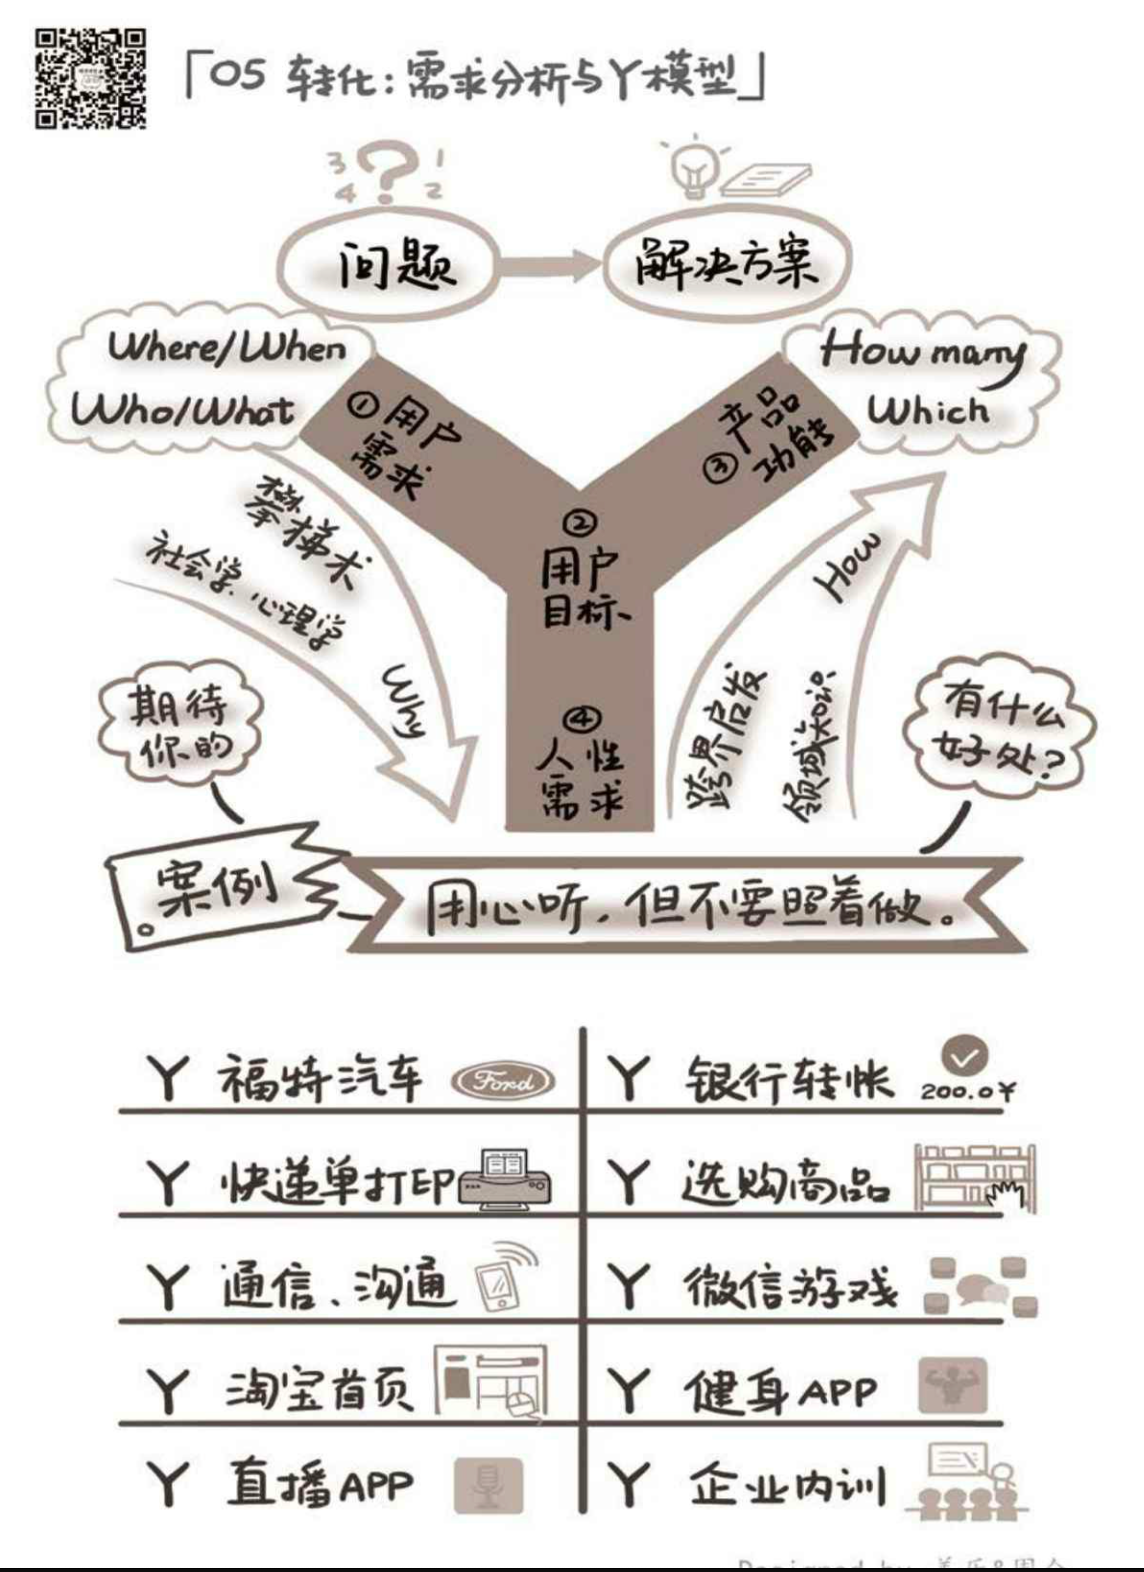 「05 转化:需求分析与Y模型」
3 ? 1
4 2
问题
解决方案
Where/When
Who/What
How many
Which
①用户
需求
③产品
功能
②
用户
目标
④
人性
需求
攀梯术
社会学、心理学
Why
How
跨界启发
领域知识
期待
你的
有什么
好处?
案例
用心听,但不要照着做。
Y 福特汽车 Ford
Y 银行转帐 200.0¥
Y 快递单打印
Y 选购商品
Y 通信、沟通
Y 微信游戏
Y 淘宝首页
Y 健身APP
Y 直播APP
Y 企业内训